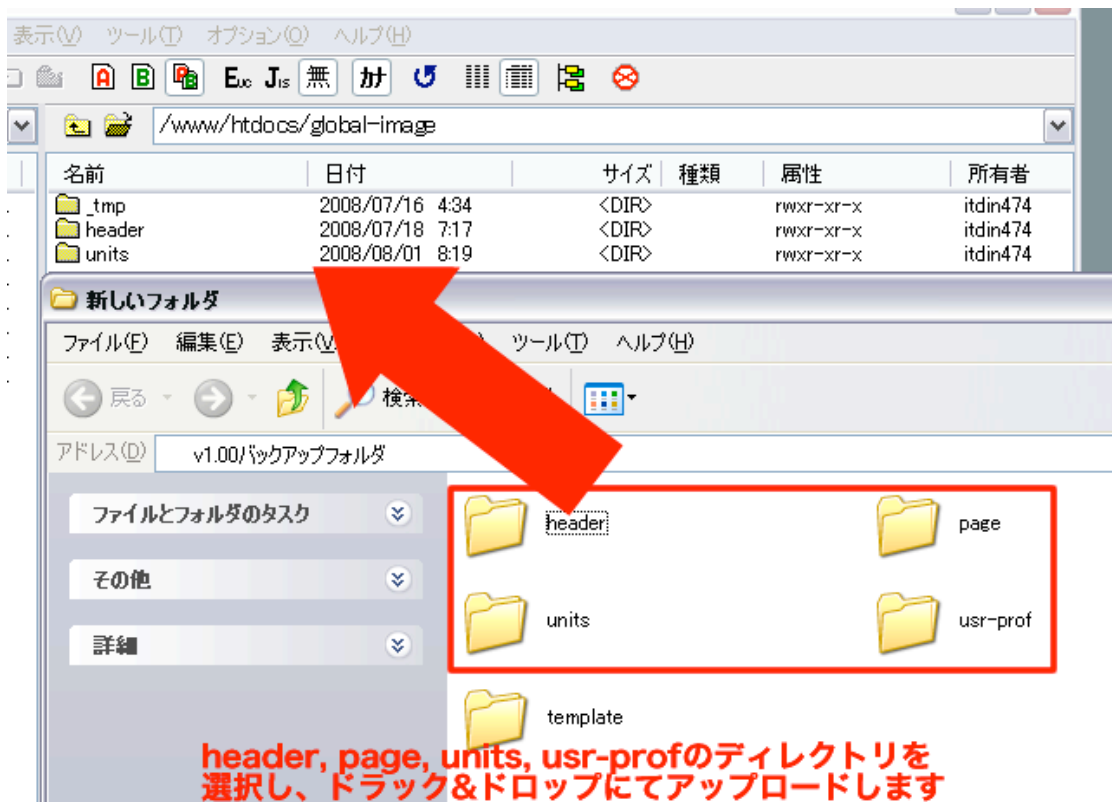 表示(V) ツール(T) オプション(O) ヘルプ(H)
A B B Euc Jis 無 カナ
/www/htdocs/global-image
名前 日付 サイズ 種類 属性 所有者
_tmp 2008/07/16 4:34 <DIR> rwxr-xr-x itdin474
header 2008/07/18 7:17 <DIR> rwxr-xr-x itdin474
units 2008/08/01 8:19 <DIR> rwxr-xr-x itdin474
新しいフォルダ
ファイル(F) 編集(E) 表示(V) ツール(T) ヘルプ(H)
戻る 検索
アドレス(D) v1.00バックアップフォルダ
ファイルとフォルダのタスク
header page
その他
units usr-prof
詳細
template
header, page, units, usr-profのディレクトリを
選択し、ドラック&ドロップにてアップロードします